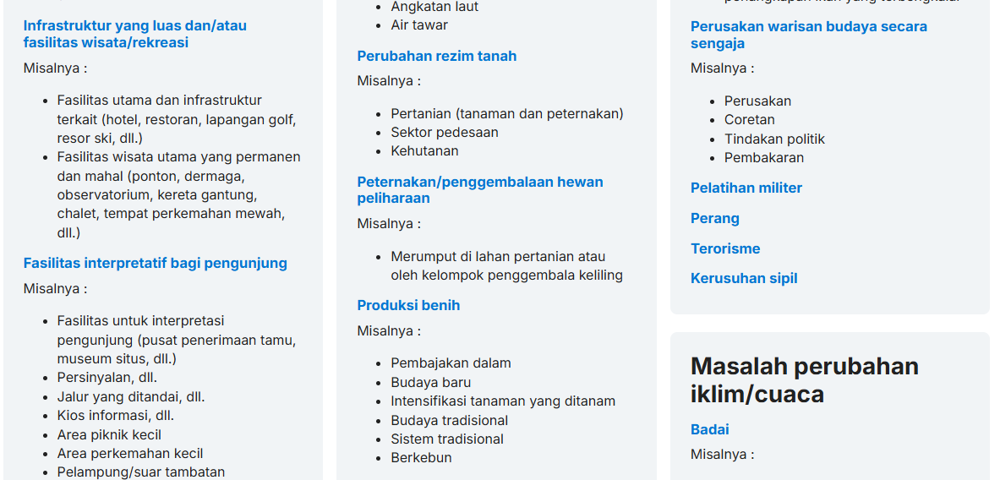 Infrastruktur yang luas dan/atau
fasilitas wisata/rekreasi
Misalnya :
Fasilitas utama dan infrastruktur
terkait (hotel, restoran, lapangan golf,
resor ski, dll.)
Fasilitas wisata utama yang permanen
dan mahal (ponton, dermaga,
observatorium, kereta gantung,
chalet, tempat perkemahan mewah,
dll.)
Fasilitas interpretatif bagi pengunjung
Misalnya :
Fasilitas untuk interpretasi
pengunjung (pusat penerimaan tamu,
museum situs, dll.)
Persinyalan, dll.
Jalur yang ditandai, dll.
Kios informasi, dll.
Area piknik kecil
Area perkemahan kecil
Pelampung/suar tambatan
Angkatan laut
Air tawar
Perubahan rezim tanah
Misalnya :
Pertanian (tanaman dan peternakan)
Sektor pedesaan
Kehutanan
Peternakan/penggembalaan hewan
peliharaan
Misalnya :
Merumput di lahan pertanian atau
oleh kelompok penggembala keliling
Produksi benih
Misalnya :
Pembajakan dalam
Budaya baru
Intensifikasi tanaman yang ditanam
Budaya tradisional
Sistem tradisional
Berkebun
Perusakan warisan budaya secara
sengaja
Misalnya :
Perusakan
Coretan
Tindakan politik
Pembakaran
Pelatihan militer
Perang
Terorisme
Kerusuhan sipil
Masalah perubahan
iklim/cuaca
Badai
Misalnya :